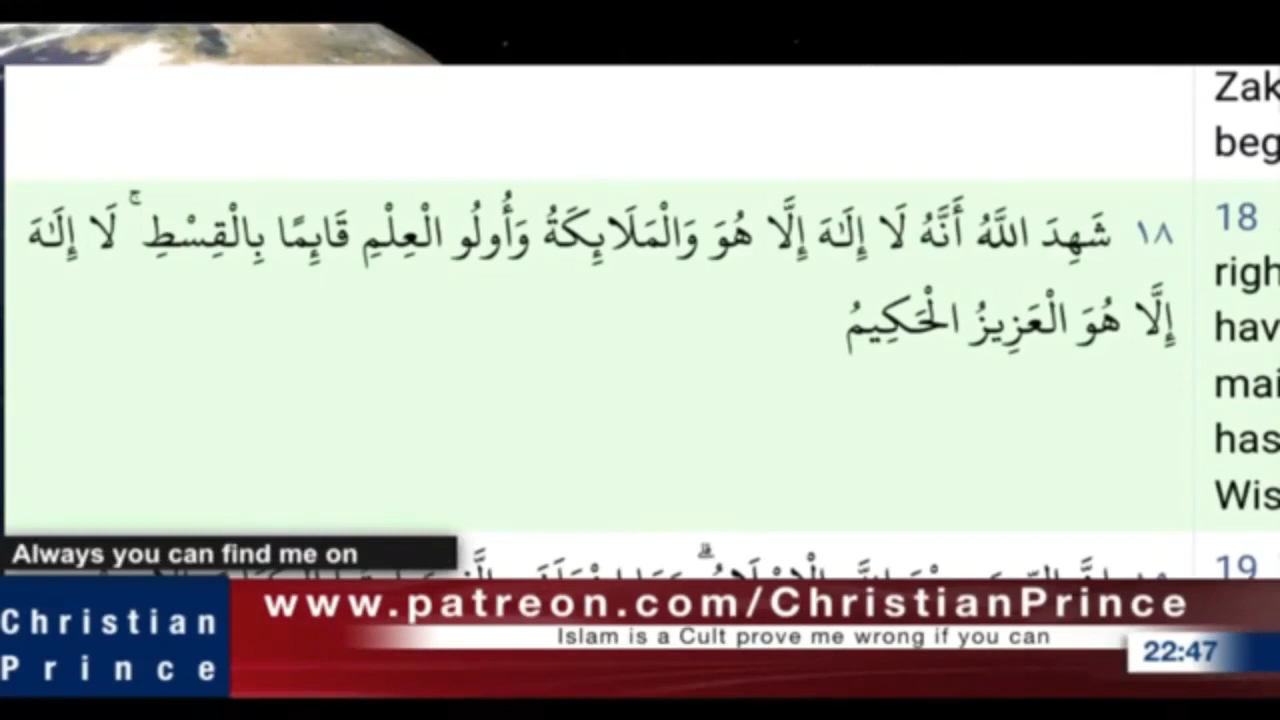 Zak
beg
١٨ شَهِدَ اللَّهُ أَنَّهُ لَا إِلَٰهَ إِلَّا هُوَ وَالْمَلَائِكَةُ وَأُولُو الْعِلْمِ قَائِمًا بِالْقِسْطِ ۚ لَا إِلَٰهَ
إِلَّا هُوَ الْعَزِيزُ الْحَكِيمُ
18
righ
hav
mai
has
Wis
19
Always you can find me on
Christian
Prince
www.patreon.com/ChristianPrince
Islam is a Cult prove me wrong if you can
22:47